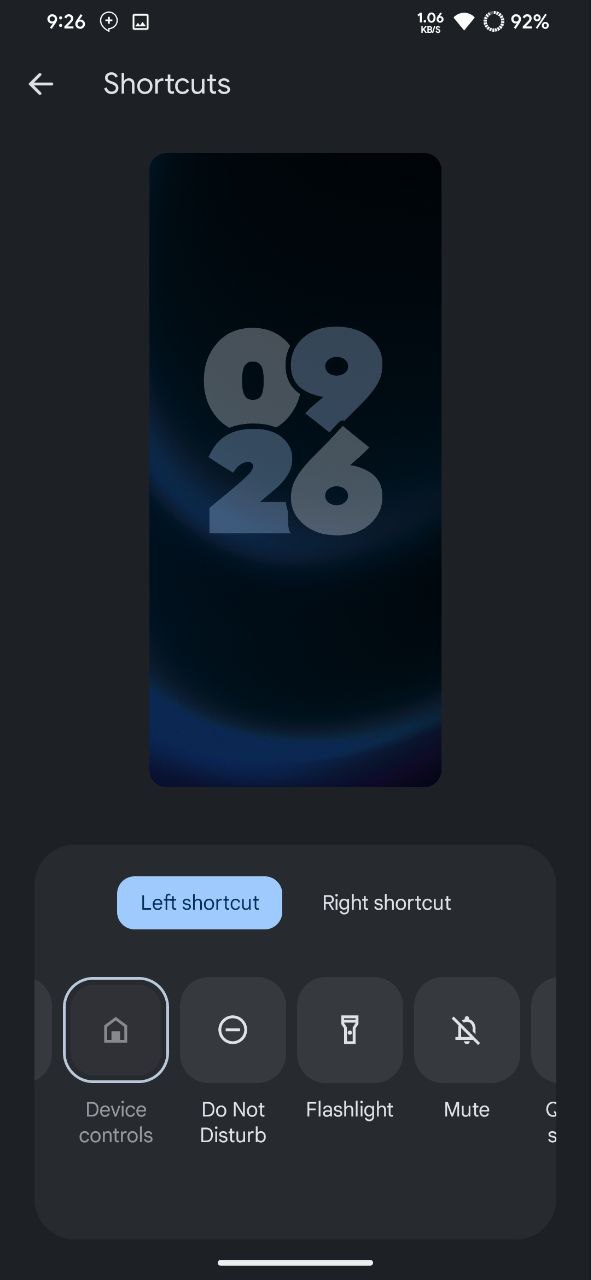 9:26
1.06
KB/S
92%
Shortcuts
09
26
Left shortcut
Right shortcut
Device
controls
Do Not
Disturb
Flashlight
Mute